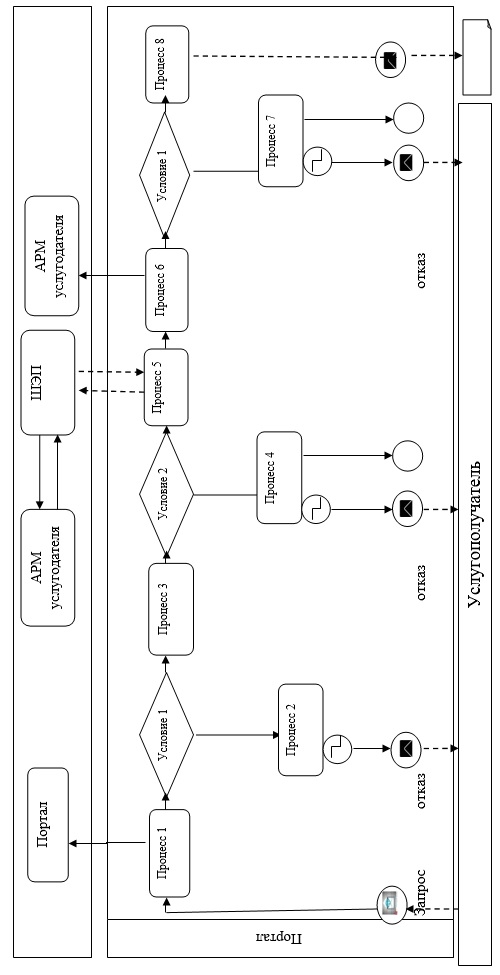 Портал
АРМ
услугодателя
ШЭП
АРМ
услугодателя
Портал
Процесс 1
Условие 1
Процесс 3
Условие 2
Процесс 5
Процесс 6
Условие 1
Процесс 8
Процесс 2
Процесс 4
Процесс 7
Запрос
отказ
отказ
отказ
Услугополучатель